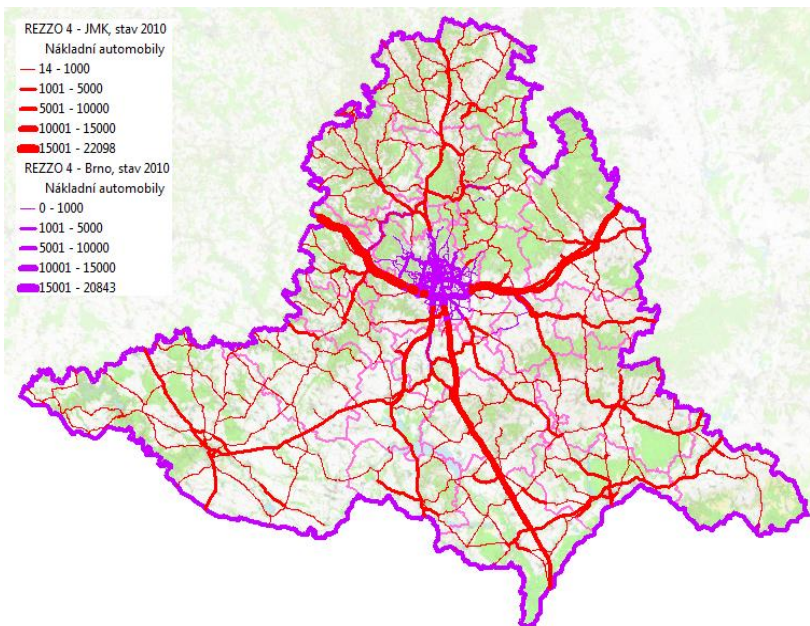 REZZO 4 - JMK, stav 2010
Nákladní automobily
14 - 1000
1001 - 5000
5001 - 10000
10001 - 15000
15001 - 22098
REZZO 4 - Brno, stav 2010
Nákladní automobily
0 - 1000
1001 - 5000
5001 - 10000
10001 - 15000
15001 - 20843